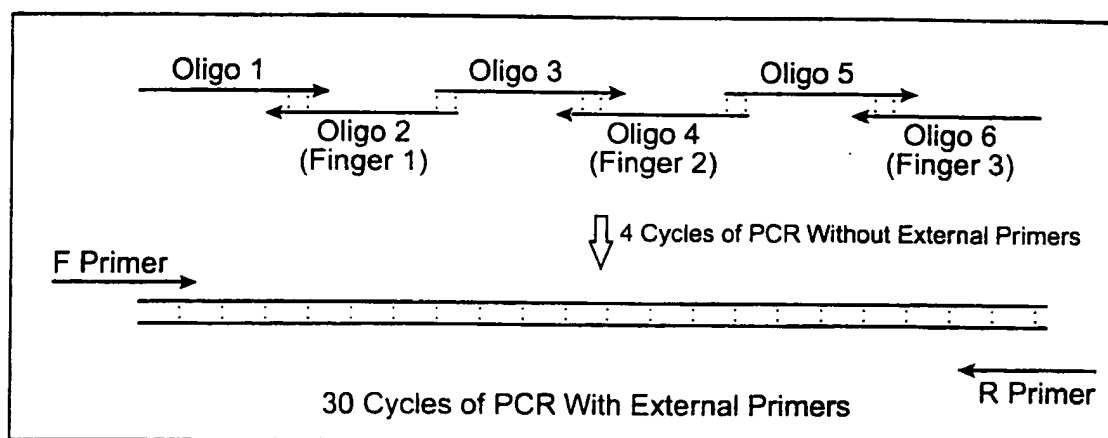 Oligo 1
Oligo 3
Oligo 5
Oligo 2
(Finger 1)
Oligo 4
(Finger 2)
Oligo 6
(Finger 3)
4 Cycles of PCR Without External Primers
F Primer
R Primer
30 Cycles of PCR With External Primers